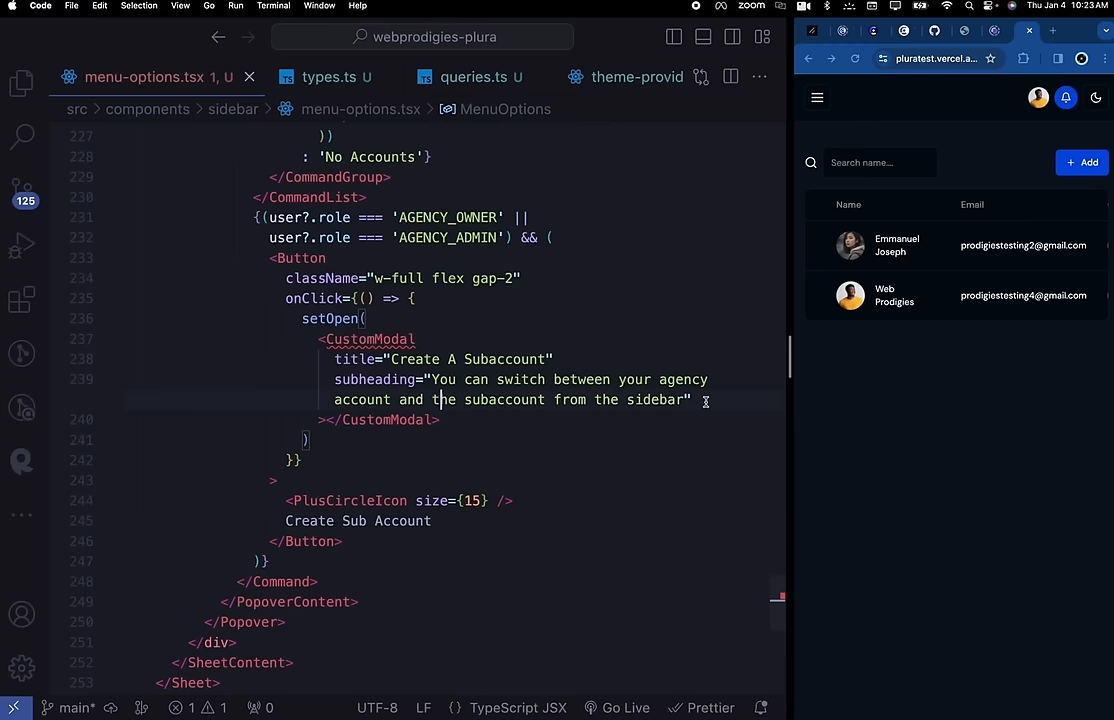 Code File Edit Selection View Go Run Terminal Window Help zoom Thu Jan 4 10:23 AM
webprodigies-plura
menu-options.tsx 1, U types.ts U queries.ts U theme-provid
src > components > sidebar > menu-options.tsx > MenuOptions
227 ))
228 : 'No Accounts'}
229 </CommandGroup>
230 </CommandList>
231 {(user?.role === 'AGENCY_OWNER' ||
232 user?.role === 'AGENCY_ADMIN') && (
233 <Button
234 className="w-full flex gap-2"
235 onClick={() => {
236 setOpen(
237 <CustomModal
238 title="Create A Subaccount"
239 subheading="You can switch between your agency
account and the subaccount from the sidebar"
240 ></CustomModal>
241 )
242 }}
243 >
244 <PlusCircleIcon size={15} />
245 Create Sub Account
246 </Button>
247 )}
248 </Command>
249 </PopoverContent>
250 </Popover>
251 </div>
252 </SheetContent>
253 </Sheet>
125
main* 1 1 0 UTF-8 LF {} TypeScript JSX Go Live Prettier
pluratest.vercel.a...
Search name...
+ Add
Name Email
Emmanuel
Joseph
prodigiestesting2@gmail.com
Web
Prodigies
prodigiestesting4@gmail.com